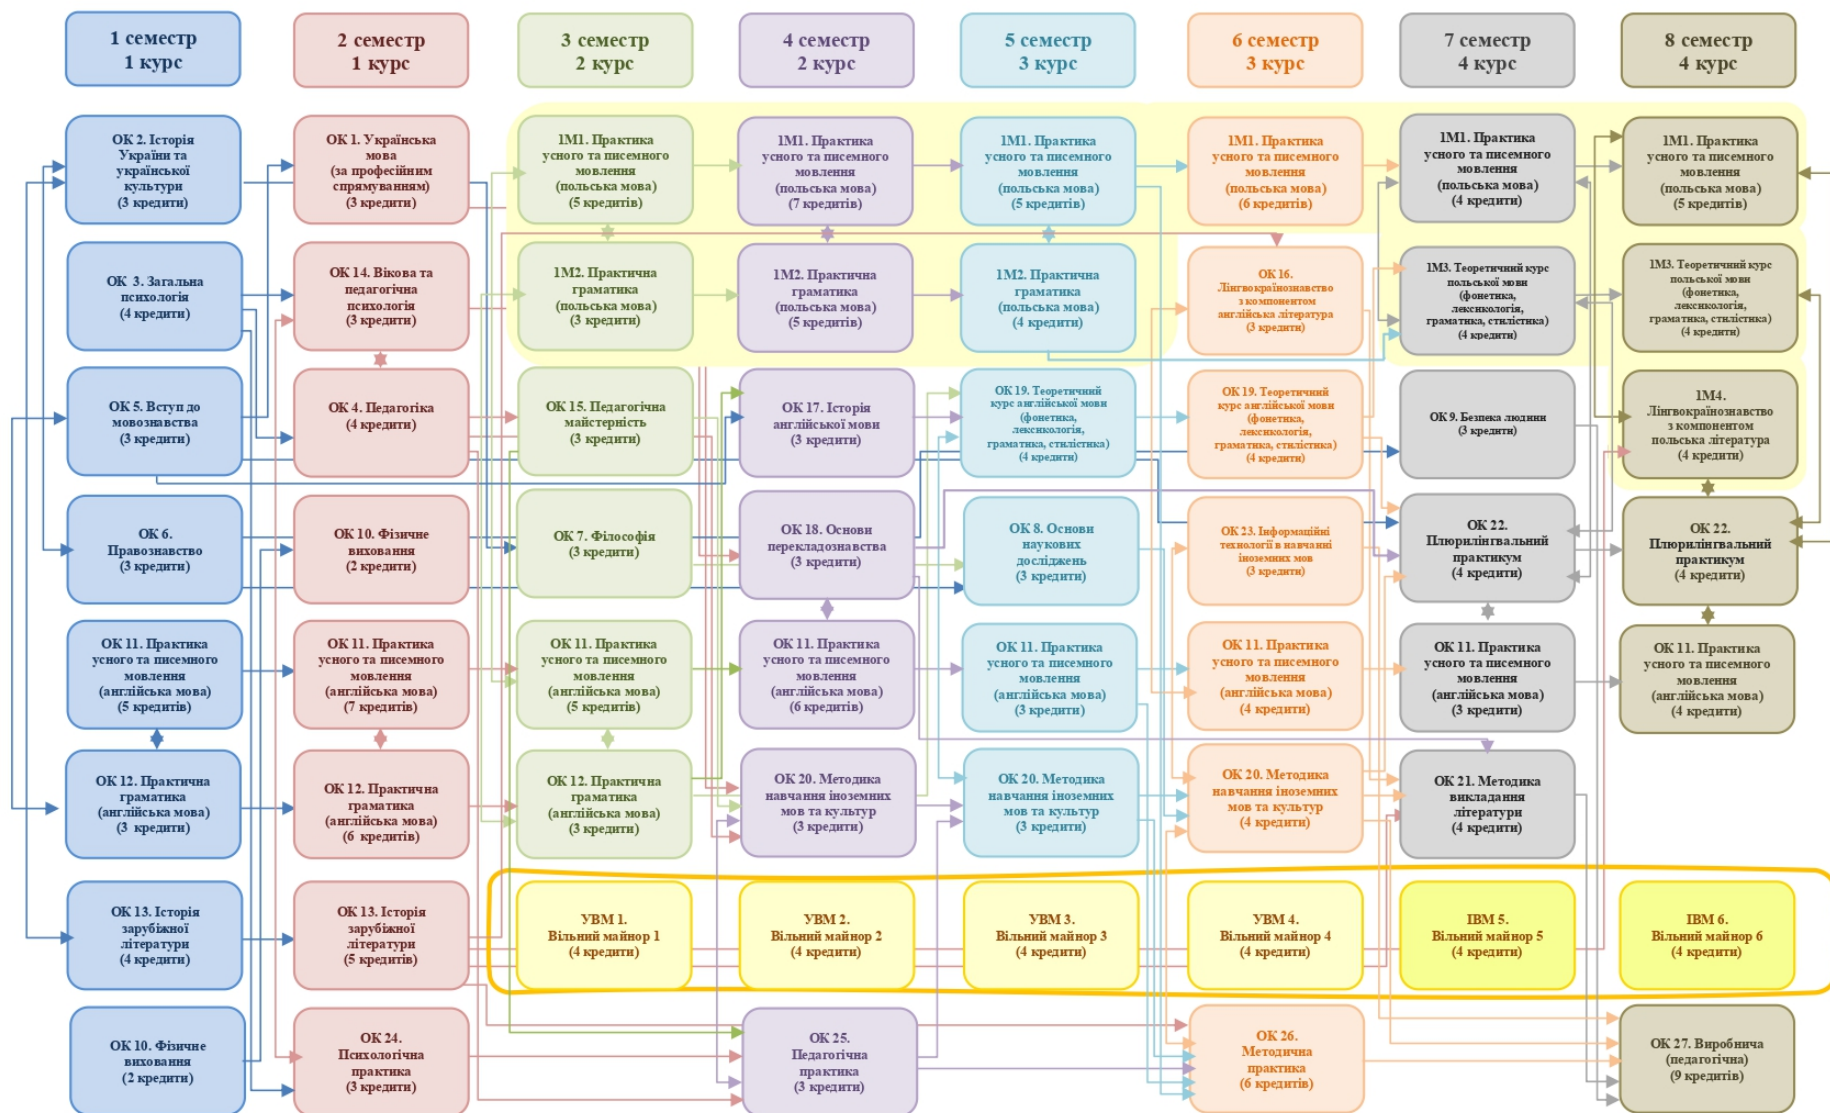 1 семестр
1 курс
2 семестр
1 курс
3 семестр
2 курс
4 семестр
2 курс
5 семестр
3 курс
6 семестр
3 курс
7 семестр
4 курс
8 семестр
4 курс
ОК 2. Історія
України та
української
культури
(3 кредити)
ОК 1. Українська
мова
(за професійним
спрямуванням)
(3 кредити)
1М1. Практика
усного та писемного
мовлення
(польська мова)
(5 кредитів)
1М1. Практика
усного та писемного
мовлення
(польська мова)
(7 кредитів)
1М1. Практика
усного та писемного
мовлення
(польська мова)
(5 кредитів)
1М1. Практика
усного та писемного
мовлення
(польська мова)
(6 кредитів)
1М1. Практика
усного та писемного
мовлення
(польська мова)
(4 кредити)
1М1. Практика
усного та писемного
мовлення
(польська мова)
(5 кредитів)
ОК 3. Загальна
психологія
(4 кредити)
ОК 14. Вікова та
педагогічна
психологія
(3 кредити)
1М2. Практична
граматика
(польська мова)
(3 кредити)
1М2. Практична
граматика
(польська мова)
(5 кредитів)
1М2. Практична
граматика
(польська мова)
(4 кредити)
ОК 16.
Лінгвокраїнознавство
з компонентом
англійська література
(3 кредити)
1М3. Теоретичний курс
польської мови
(фонетика,
лексикологія,
граматика, стилістика)
(4 кредити)
1М3. Теоретичний курс
польської мови
(фонетика,
лексикологія,
граматика, стилістика)
(4 кредити)
ОК 5. Вступ до
мовознавства
(3 кредити)
ОК 4. Педагогіка
(4 кредити)
ОК 15. Педагогічна
майстерність
(3 кредити)
ОК 17. Історія
англійської мови
(3 кредити)
ОК 19. Теоретичний
курс англійської мови
(фонетика,
лексикологія,
граматика, стилістика)
(4 кредити)
ОК 19. Теоретичний
курс англійської мови
(фонетика,
лексикологія,
граматика, стилістика)
(4 кредити)
ОК 9. Безпека людини
(3 кредити)
1М4.
Лінгвокраїнознавство
з компонентом
польська література
(4 кредити)
ОК 6.
Правознавство
(3 кредити)
ОК 10. Фізичне
виховання
(2 кредити)
ОК 7. Філософія
(3 кредити)
ОК 18. Основи
перекладознавства
(3 кредити)
ОК 8. Основи
наукових
досліджень
(3 кредити)
ОК 23. Інформаційні
технології в навчанні
іноземних мов
(3 кредити)
ОК 22.
Плюрилінгвальний
практикум
(4 кредити)
ОК 22.
Плюрилінгвальний
практикум
(4 кредити)
ОК 11. Практика
усного та писемного
мовлення
(англійська мова)
(5 кредитів)
ОК 11. Практика
усного та писемного
мовлення
(англійська мова)
(7 кредитів)
ОК 11. Практика
усного та писемного
мовлення
(англійська мова)
(5 кредитів)
ОК 11. Практика
усного та писемного
мовлення
(англійська мова)
(6 кредитів)
ОК 11. Практика
усного та писемного
мовлення
(англійська мова)
(3 кредити)
ОК 11. Практика
усного та писемного
мовлення
(англійська мова)
(4 кредити)
ОК 11. Практика
усного та писемного
мовлення
(англійська мова)
(3 кредити)
ОК 11. Практика
усного та писемного
мовлення
(англійська мова)
(4 кредити)
ОК 12. Практична
граматика
(англійська мова)
(3 кредити)
ОК 12. Практична
граматика
(англійська мова)
(6 кредитів)
ОК 12. Практична
граматика
(англійська мова)
(3 кредити)
ОК 20. Методика
навчання іноземних
мов та культур
(3 кредити)
ОК 20. Методика
навчання іноземних
мов та культур
(3 кредити)
ОК 20. Методика
навчання іноземних
мов та культур
(4 кредити)
ОК 21. Методика
викладання
літератури
(4 кредити)
ОК 13. Історія
зарубіжної
літератури
(4 кредити)
ОК 13. Історія
зарубіжної
літератури
(5 кредитів)
УВМ 1.
Вільний майнор 1
(4 кредити)
УВМ 2.
Вільний майнор 2
(4 кредити)
УВМ 3.
Вільний майнор 3
(4 кредити)
УВМ 4.
Вільний майнор 4
(4 кредити)
ІВМ 5.
Вільний майнор 5
(4 кредити)
ІВМ 6.
Вільний майнор 6
(4 кредити)
ОК 10. Фізичне
виховання
(2 кредити)
ОК 24.
Психологічна
практика
(3 кредити)
ОК 25.
Педагогічна
практика
(3 кредити)
ОК 26.
Методична
практика
(6 кредитів)
ОК 27. Виробнича
(педагогічна)
(9 кредитів)